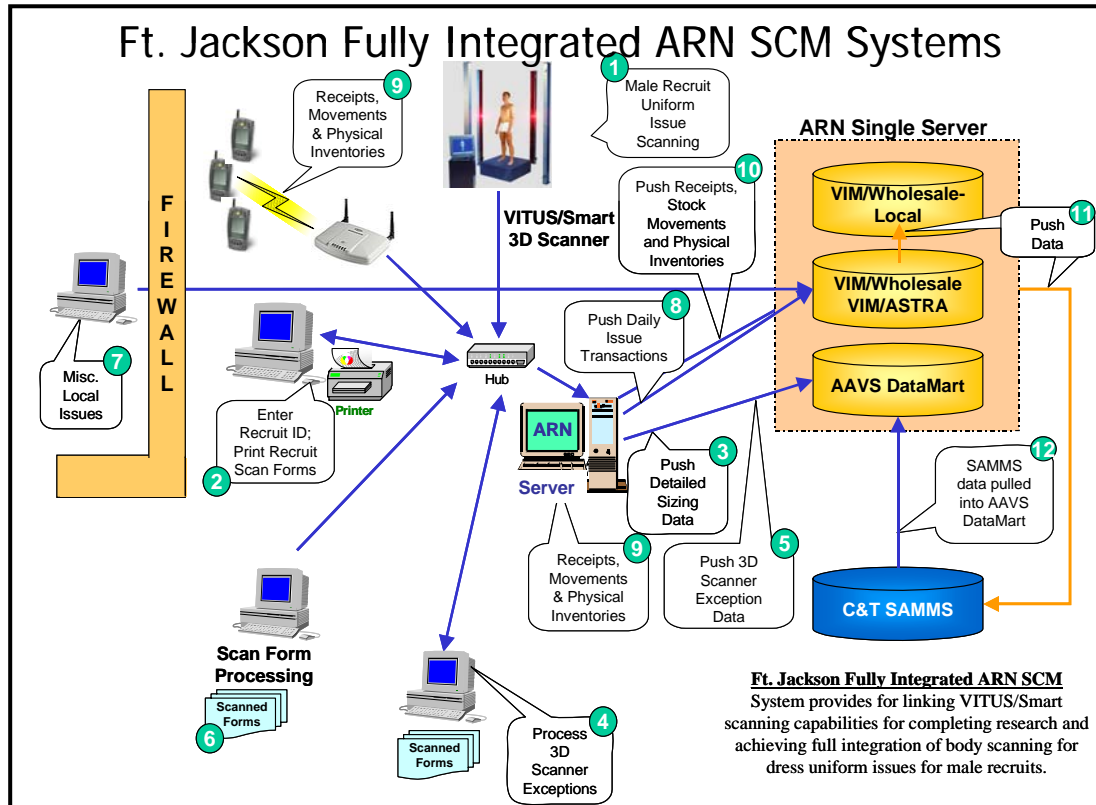 Ft. Jackson Fully Integrated ARN SCM Systems
9
Receipts,
Movements
& Physical
Inventories
1
Male Recruit
Uniform
Issue
Scanning
VITUS/Smart
3D Scanner
10
Push Receipts,
Stock
Movements
and Physical
Inventories
ARN Single Server
VIM/Wholesale-
Local
11
Push
Data
VIM/Wholesale
VIM/ASTRA
AAVS DataMart
FIREWALL
7
Misc.
Local
Issues
Printer
2
Enter
Recruit ID;
Print Recruit
Scan Forms
Hub
8
Push Daily
Issue
Transactions
ARN
Server
3
Push
Detailed
Sizing
Data
9
Receipts,
Movements
& Physical
Inventories
5
Push 3D
Scanner
Exception
Data
12
SAMMS
data pulled
into AAVS
DataMart
C&T SAMMS
Scan Form
Processing
Scanned
Forms
6
Scanned
Forms
4
Process
3D
Scanner
Exceptions
Ft. Jackson Fully Integrated ARN SCM
System provides for linking VITUS/Smart
scanning capabilities for completing research and
achieving full integration of body scanning for
dress uniform issues for male recruits.